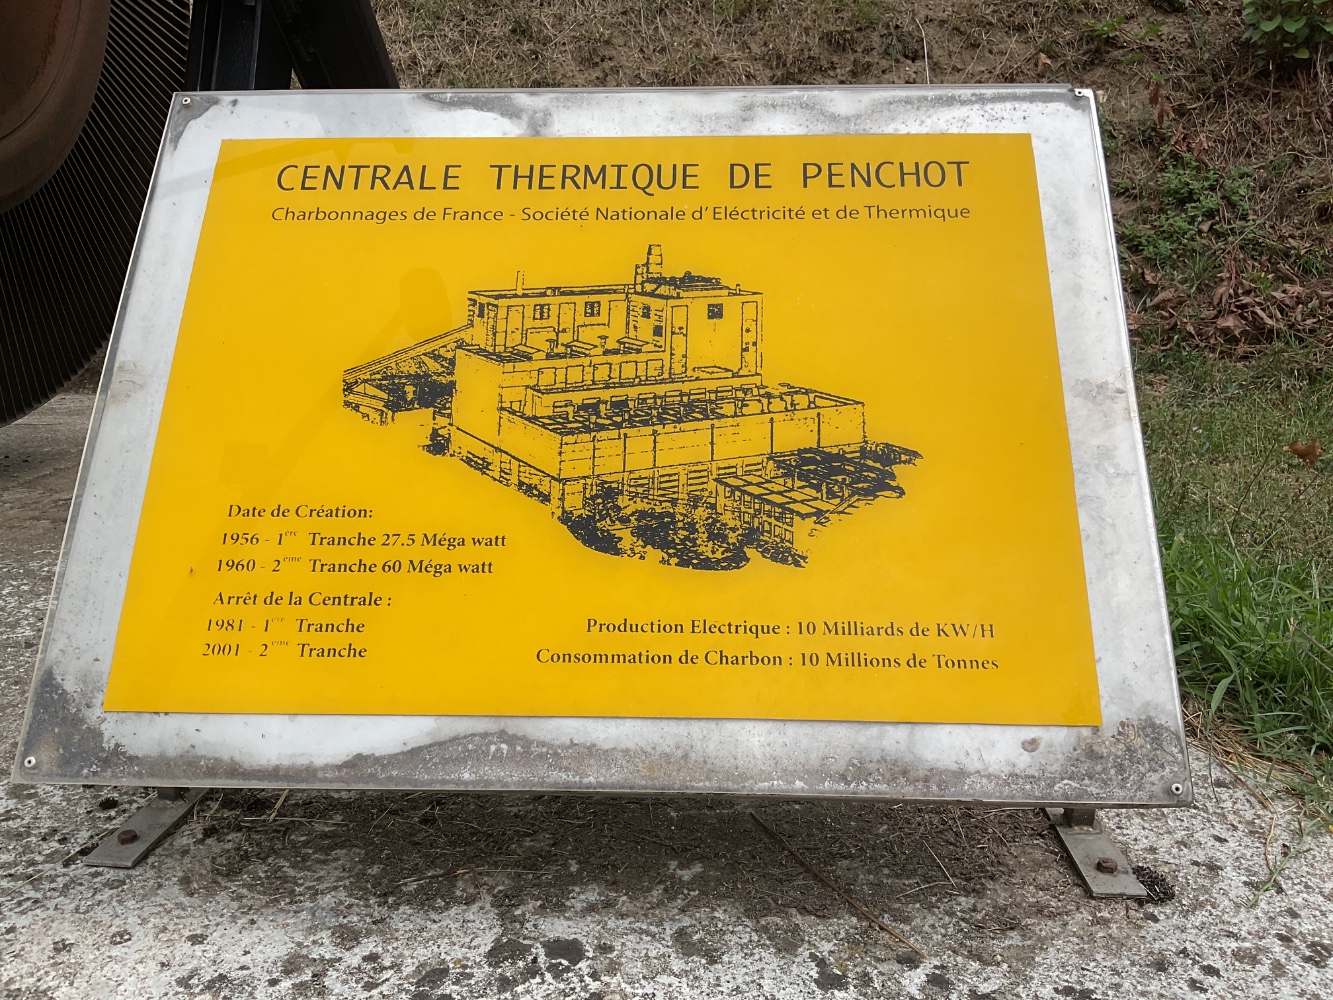 CENTRALE THERMIQUE DE PENCHOT
Charbonnages de France - Société Nationale d'Eléctricité et de Thermique
Date de Création:
1956 - 1ère Tranche 27.5 Méga watt
1960 - 2ème Tranche 60 Méga watt
Arrêt de la Centrale :
1981 - 1ère Tranche
2001 - 2ème Tranche
Production Electrique : 10 Milliards de KW/H
Consommation de Charbon : 10 Millions de Tonnes